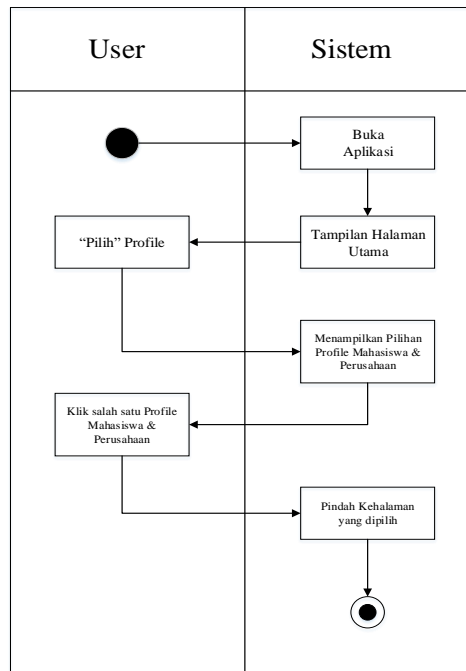 User
Sistem
Buka
Aplikasi
Tampilan Halaman
Utama
“Pilih” Profile
Menampilkan Pilihan
Profile Mahasiswa &
Perusahaan
Klik salah satu Profile
Mahasiswa &
Perusahaan
Pindah Kehalaman
yang dipilih